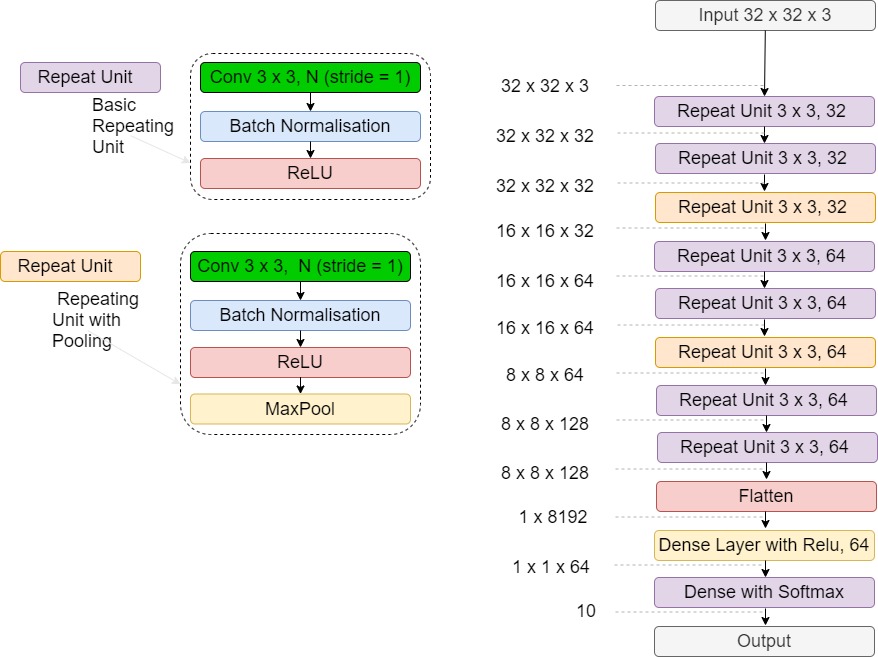 Repeat Unit
Basic
Repeating
Unit
Conv 3 x 3, N (stride = 1)
Batch Normalisation
ReLU
Repeat Unit
Repeating
Unit with
Pooling
Conv 3 x 3,  N (stride = 1)
Batch Normalisation
ReLU
MaxPool
Input 32 x 32 x 3
32 x 32 x 3
Repeat Unit 3 x 3, 32
32 x 32 x 32
Repeat Unit 3 x 3, 32
32 x 32 x 32
Repeat Unit 3 x 3, 32
16 x 16 x 32
Repeat Unit 3 x 3, 64
16 x 16 x 64
Repeat Unit 3 x 3, 64
16 x 16 x 64
Repeat Unit 3 x 3, 64
8 x 8 x 64
Repeat Unit 3 x 3, 64
8 x 8 x 128
Repeat Unit 3 x 3, 64
8 x 8 x 128
Flatten
1 x 8192
Dense Layer with Relu, 64
1 x 1 x 64
Dense with Softmax
10
Output